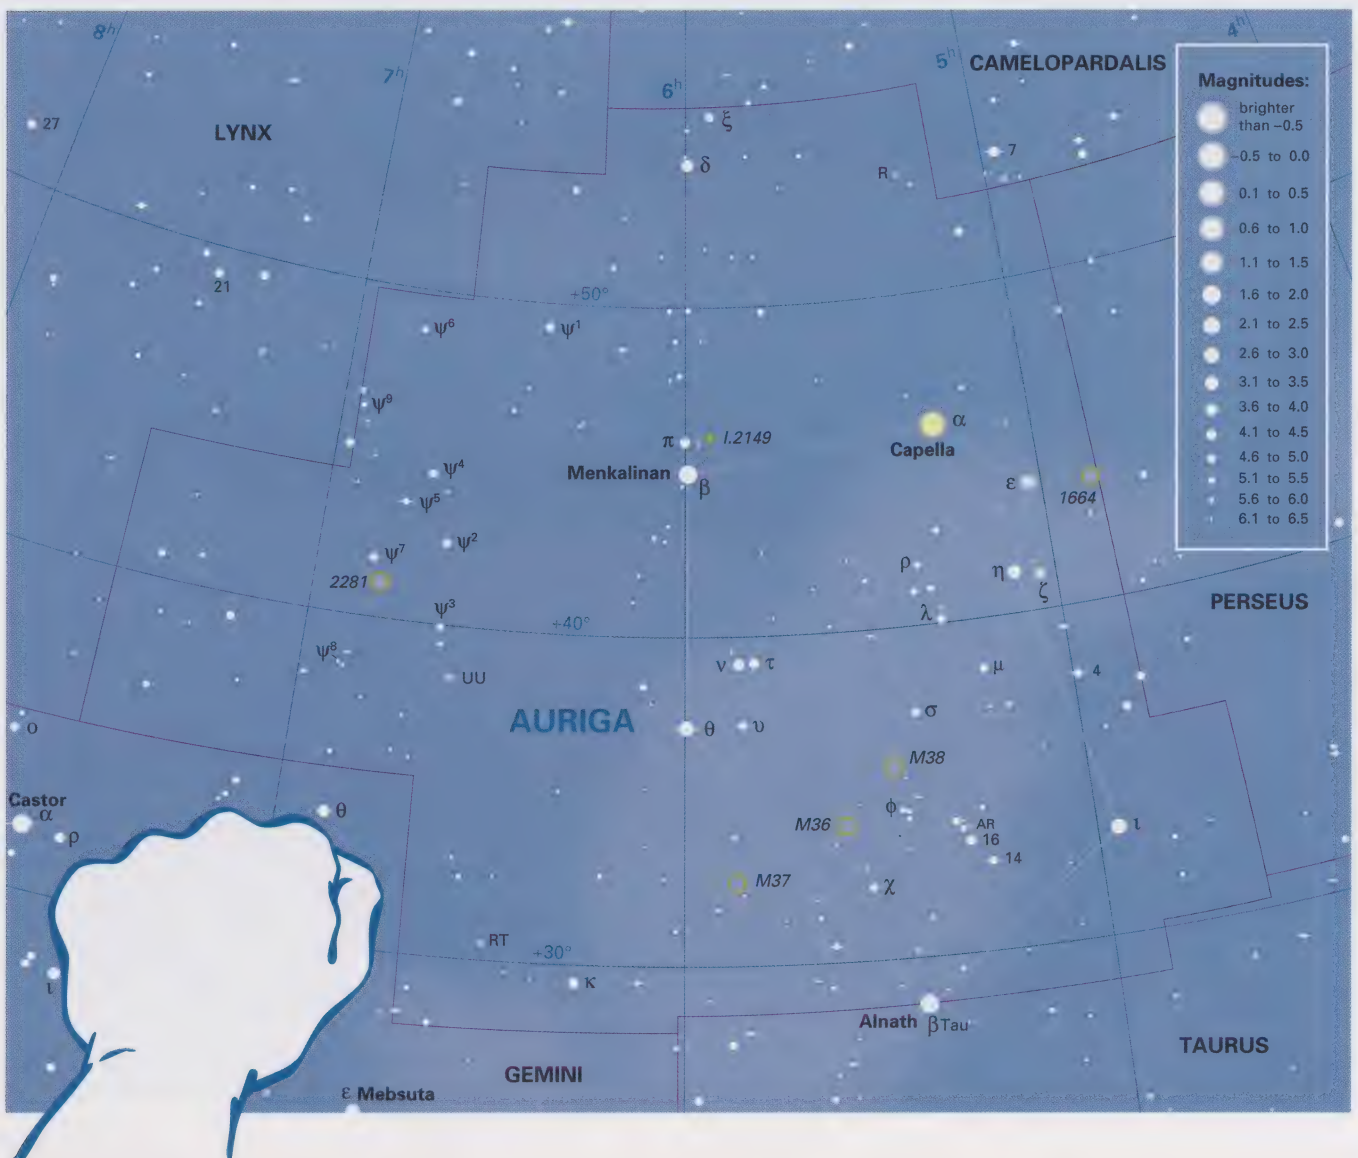 8h
7h
6h
5h
4h
CAMELOPARDALIS
LYNX
27
21
ξ
δ
R
7
Magnitudes:
brighter
than –0.5
–0.5 to 0.0
0.1 to 0.5
0.6 to 1.0
1.1 to 1.5
1.6 to 2.0
2.1 to 2.5
2.6 to 3.0
3.1 to 3.5
3.6 to 4.0
4.1 to 4.5
4.6 to 5.0
5.1 to 5.5
5.6 to 6.0
6.1 to 6.5
+50°
ψ6
ψ1
ψ9
π
I.2149
α
Capella
Menkalinan
β
ψ4
ψ5
ε
1664
ψ2
ψ7
2281
ρ
η
ζ
PERSEUS
ψ3
+40°
λ
ψ8
UU
ν
τ
μ
4
AURIGA
θ
υ
σ
ο
M38
Castor
α
ρ
θ
M36
φ
AR
16
14
ι
M37
χ
RT
+30°
κ
ι
Alnath
βTau
TAURUS
GEMINI
ε Mebsuta